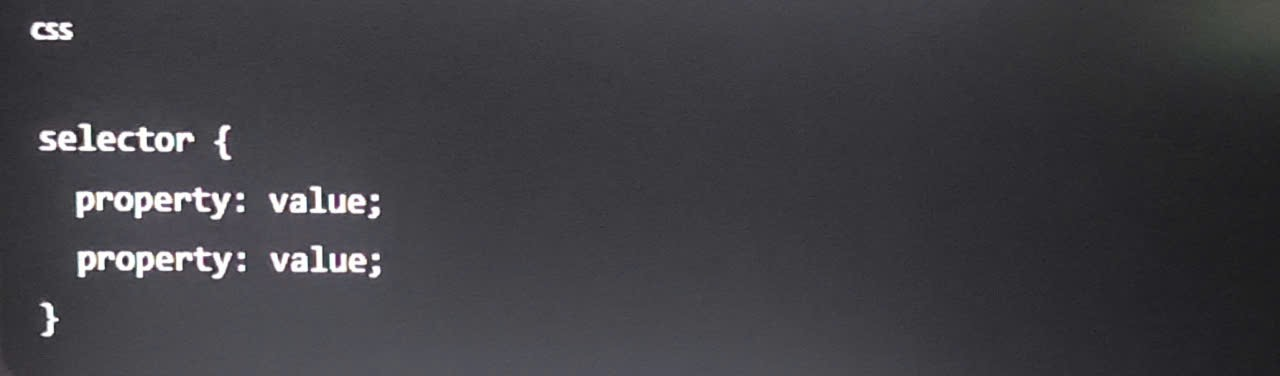 css
selector {
  property: value;
  property: value;
}